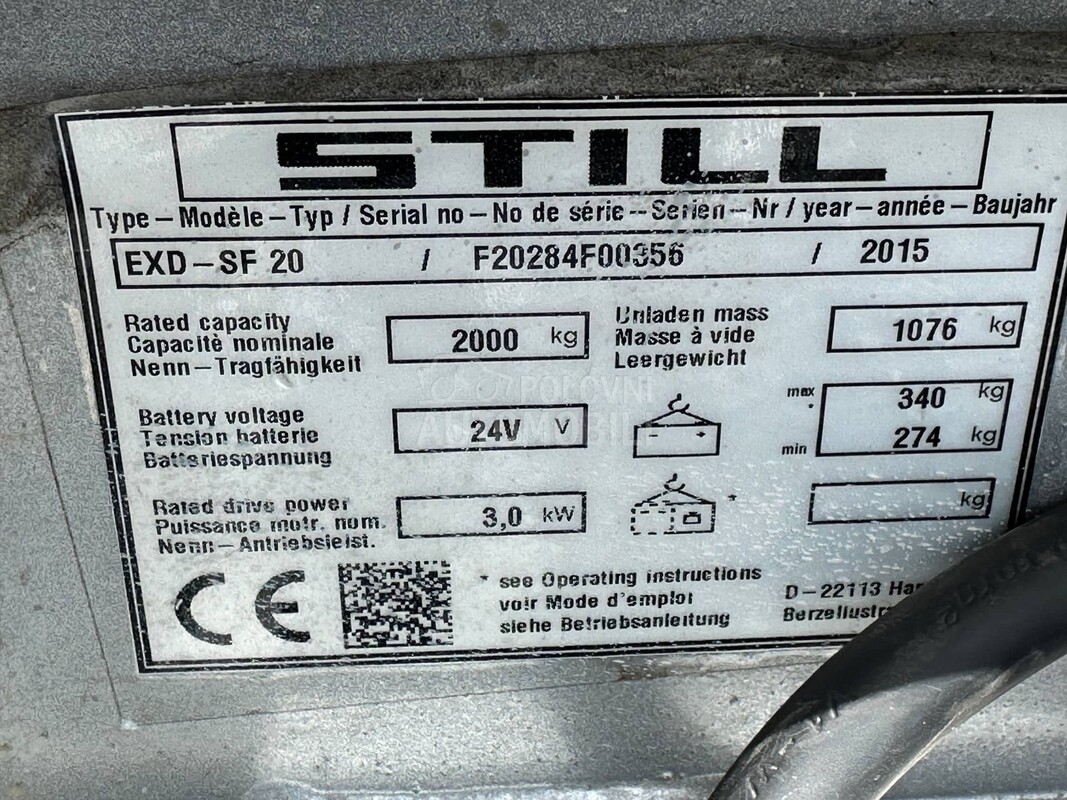 STILL
Type – Modèle – Typ / Serial no – No de série -- Serien – Nr / year – année – Baujahr
EXD – SF 20 / F20284F00356 / 2015
Rated capacity
Capacité nominale
Nenn – Tragfähigkeit
2000 kg
Unladen mass
Masse à vide
Leergewicht
1076 kg
Battery voltage
Tension batterie
Batteriespannung
24V V
- +
max 340 kg
min 274 kg
Rated drive power
Puissance motr. nom.
Nenn – Antriebsleist.
3,0 kW
*
kg
CE
* see Operating instructions
voir Mode d'emploi
siehe Betriebsanleitung
D – 22113
POLOVNI
AUTOMOBILI